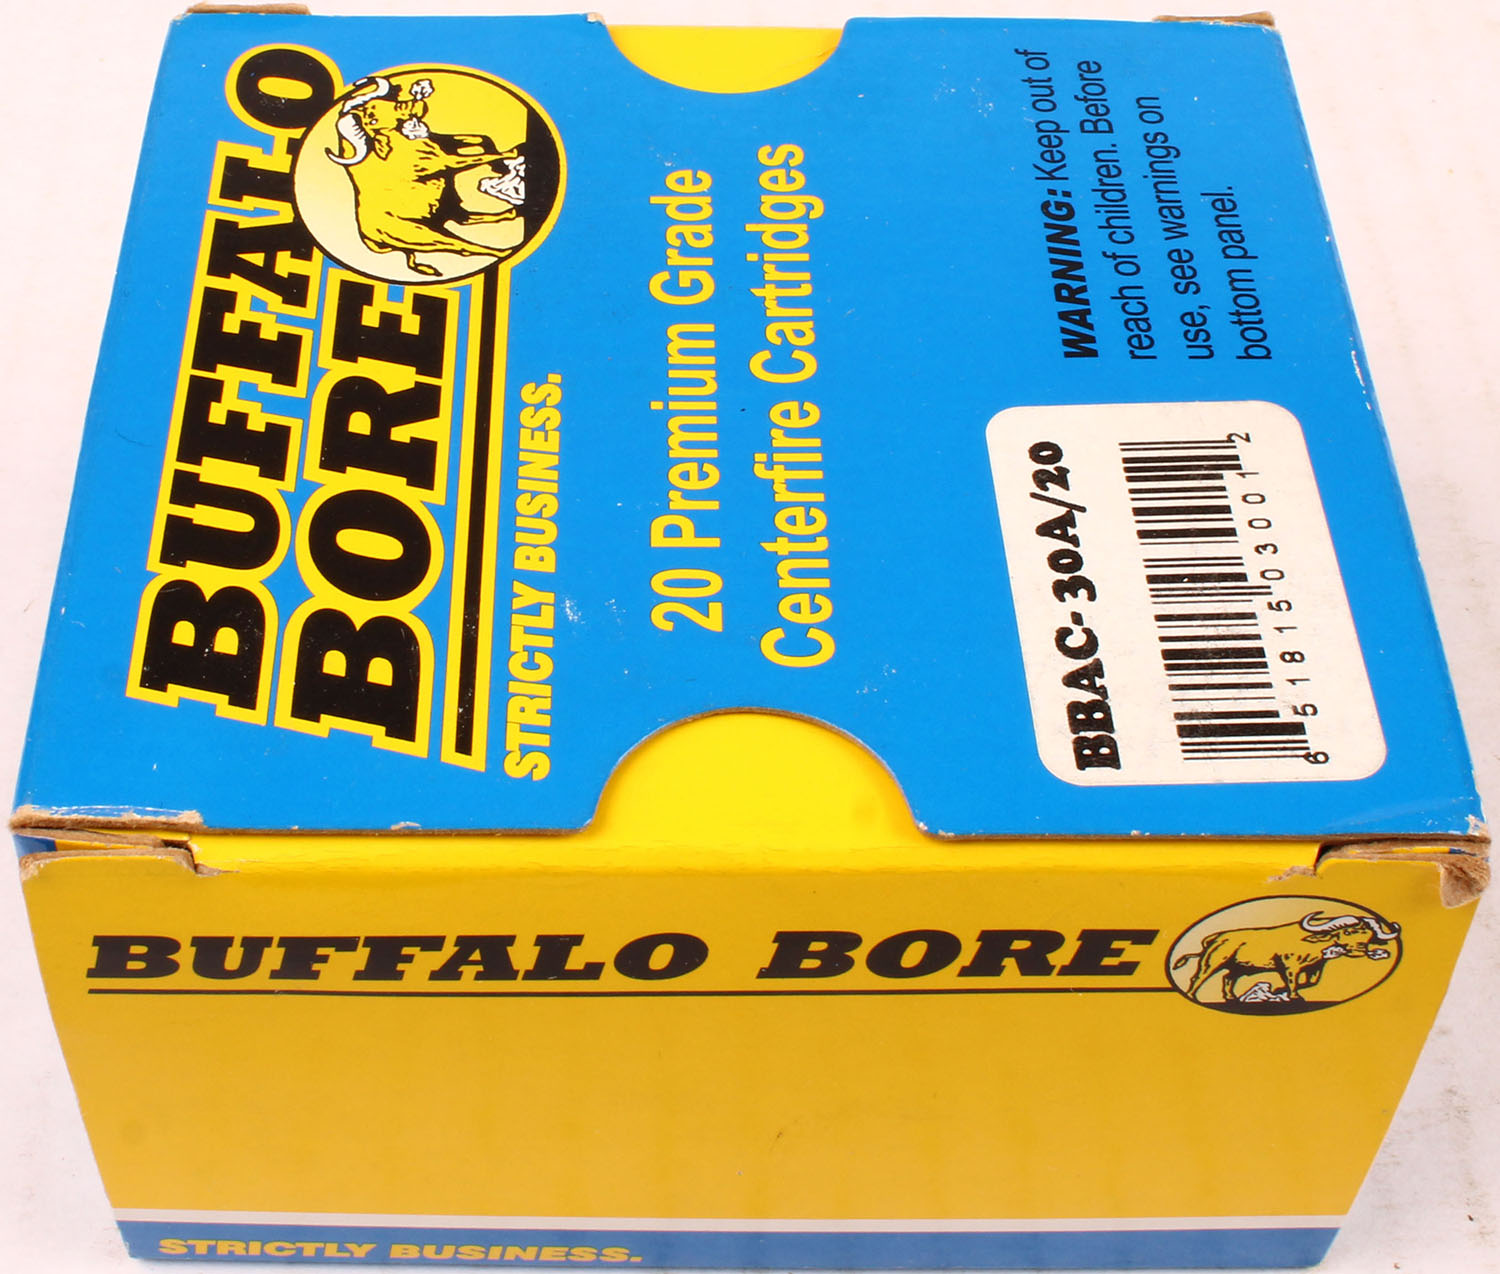 BUFFALO
BORE
STRICTLY BUSINESS.
20 Premium Grade
Centerfire Cartridges
WARNING: Keep out of
reach of children. Before
use, see warnings on
bottom panel.
BBAC-30A/20
6 51815 03001 2
BUFFALO BORE
STRICTLY BUSINESS.